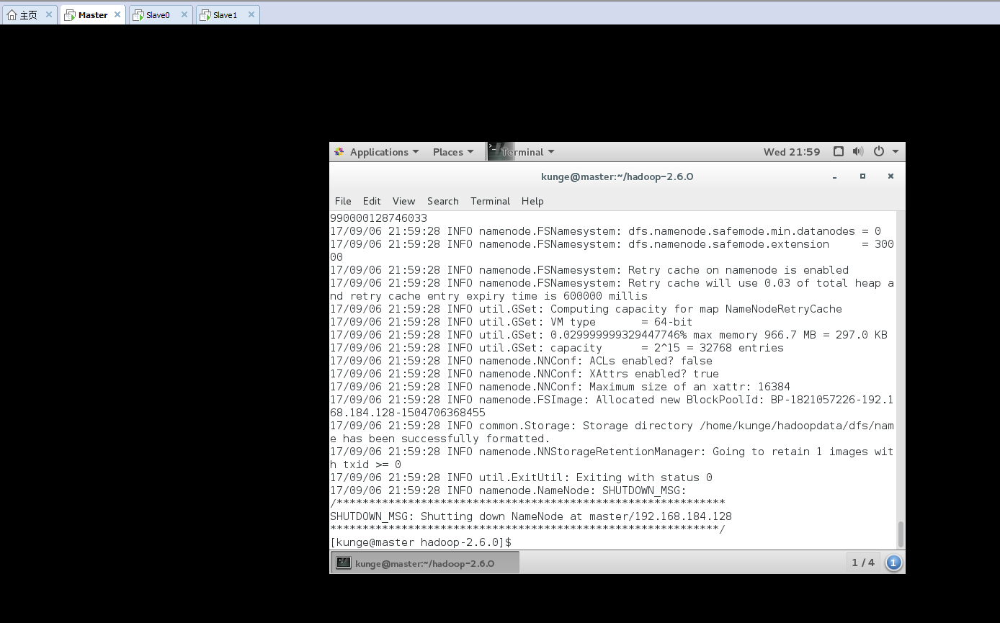 主页 Master Slave0 Slave1
Applications Places Terminal Wed 21:59
kunge@master:~/hadoop-2.6.0
File Edit View Search Terminal Help
990000128746033
17/09/06 21:59:28 INFO namenode.FSNamesystem: dfs.namenode.safemode.min.datanodes = 0
17/09/06 21:59:28 INFO namenode.FSNamesystem: dfs.namenode.safemode.extension     = 300
00
17/09/06 21:59:28 INFO namenode.FSNamesystem: Retry cache on namenode is enabled
17/09/06 21:59:28 INFO namenode.FSNamesystem: Retry cache will use 0.03 of total heap a
nd retry cache entry expiry time is 600000 millis
17/09/06 21:59:28 INFO util.GSet: Computing capacity for map NameNodeRetryCache
17/09/06 21:59:28 INFO util.GSet: VM type       = 64-bit
17/09/06 21:59:28 INFO util.GSet: 0.029999999329447746% max memory 966.7 MB = 297.0 KB
17/09/06 21:59:28 INFO util.GSet: capacity      = 2^15 = 32768 entries
17/09/06 21:59:28 INFO namenode.NNConf: ACLs enabled? false
17/09/06 21:59:28 INFO namenode.NNConf: XAttrs enabled? true
17/09/06 21:59:28 INFO namenode.NNConf: Maximum size of an xattr: 16384
17/09/06 21:59:28 INFO namenode.FSImage: Allocated new BlockPoolId: BP-1821057226-192.1
68.184.128-1504706368455
17/09/06 21:59:28 INFO common.Storage: Storage directory /home/kunge/hadoopdata/dfs/nam
e has been successfully formatted.
17/09/06 21:59:28 INFO namenode.NNStorageRetentionManager: Going to retain 1 images wit
h txid >= 0
17/09/06 21:59:28 INFO util.ExitUtil: Exiting with status 0
17/09/06 21:59:28 INFO namenode.NameNode: SHUTDOWN_MSG:
/************************************************************
SHUTDOWN_MSG: Shutting down NameNode at master/192.168.184.128
************************************************************/
[kunge@master hadoop-2.6.0]$
kunge@master:~/hadoop-2.6.0 1 / 4 1